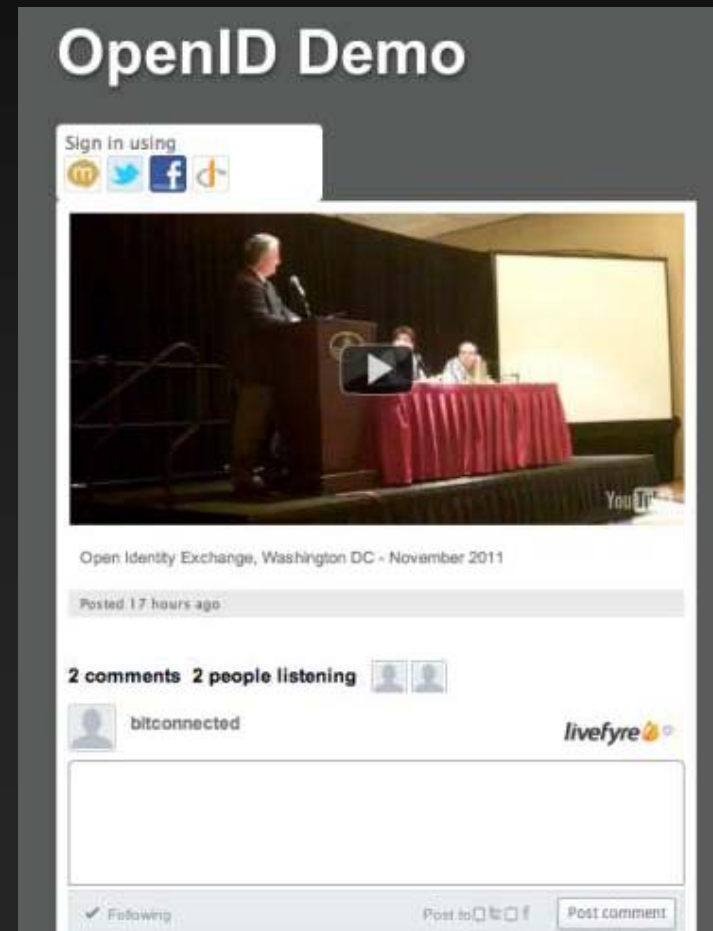 OpenID Demo
Sign in using
YouTube
Open Identity Exchange, Washington DC - November 2011
Posted 17 hours ago
2 comments 2 people listening
bitconnected
livefyre
Following
Post to
Post comment